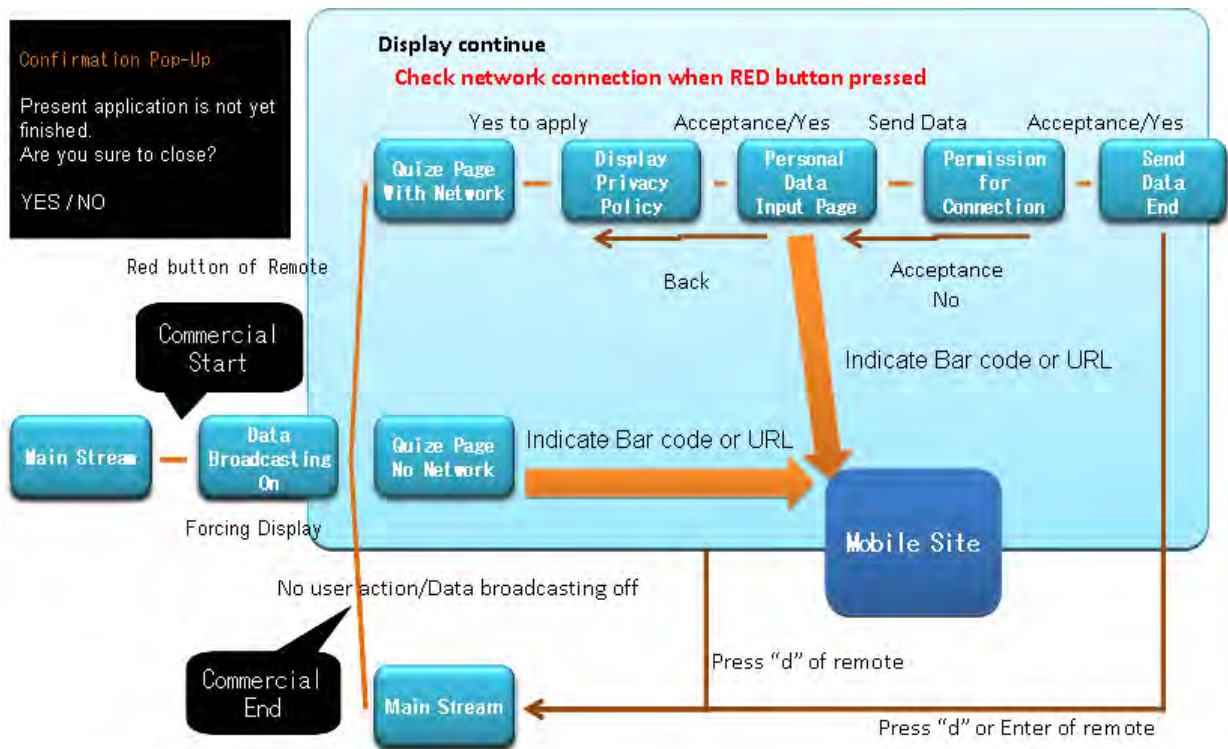 Confirmation Pop-Up
Present application is not yet
finished.
Are you sure to close?
YES / NO
Display continue
Check network connection when RED button pressed
Yes to apply
Acceptance/Yes
Send Data
Acceptance/Yes
Quize Page
With Network
Display
Privacy
Policy
Personal
Data
Input Page
Permission
for
Connection
Send
Data
End
Back
Acceptance
No
Red button of Remote
Commercial
Start
Indicate Bar code or URL
Main Stream
Data
Broadcasting
On
Quize Page
No Network
Indicate Bar code or URL
Forcing Display
Mobile Site
No user action/Data broadcasting off
Commercial
End
Main Stream
Press “d” of remote
Press “d” or Enter of remote